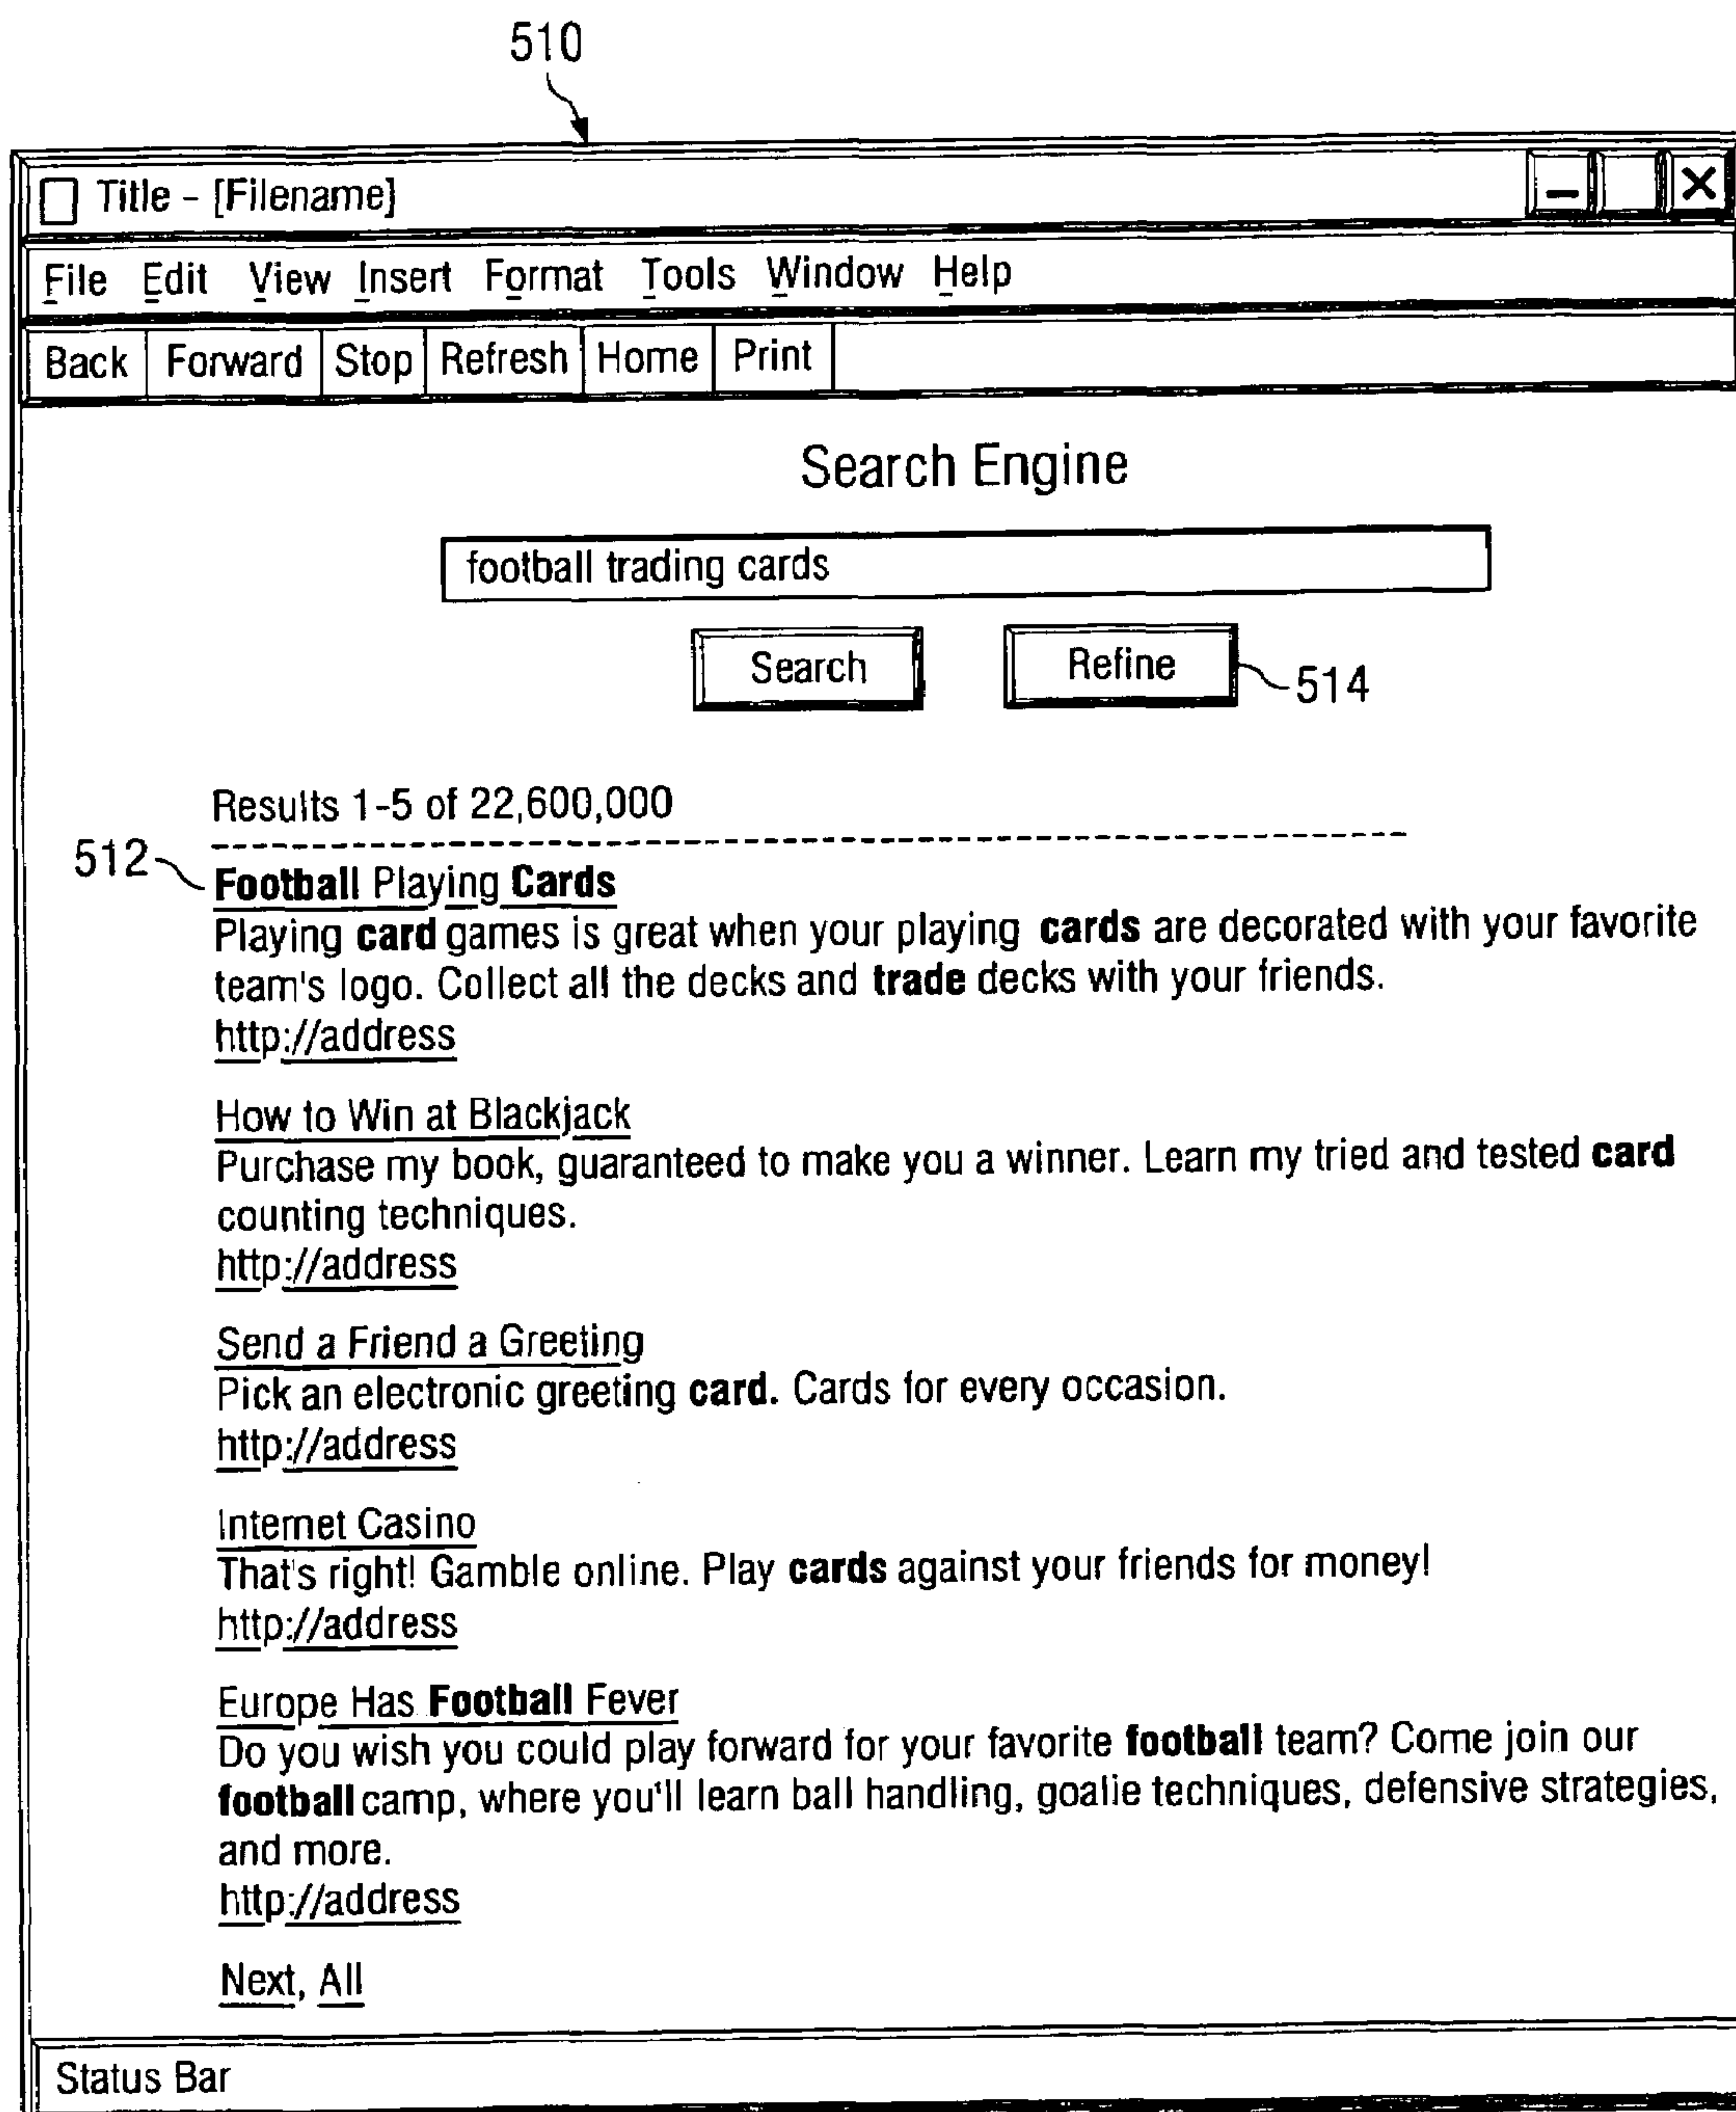 510
Title - [Filename]
File Edit View Insert Format Tools Window Help
Back Forward Stop Refresh Home Print
Search Engine
football trading cards
Search Refine 514
Results 1-5 of 22,600,000
512
Football Playing Cards
Playing card games is great when your playing cards are decorated with your favorite
team's logo. Collect all the decks and trade decks with your friends.
http://address
How to Win at Blackjack
Purchase my book, guaranteed to make you a winner. Learn my tried and tested card
counting techniques.
http://address
Send a Friend a Greeting
Pick an electronic greeting card. Cards for every occasion.
http://address
Internet Casino
That's right! Gamble online. Play cards against your friends for money!
http://address
Europe Has Football Fever
Do you wish you could play forward for your favorite football team? Come join our
football camp, where you'll learn ball handling, goalie techniques, defensive strategies,
and more.
http://address
Next, All
Status Bar